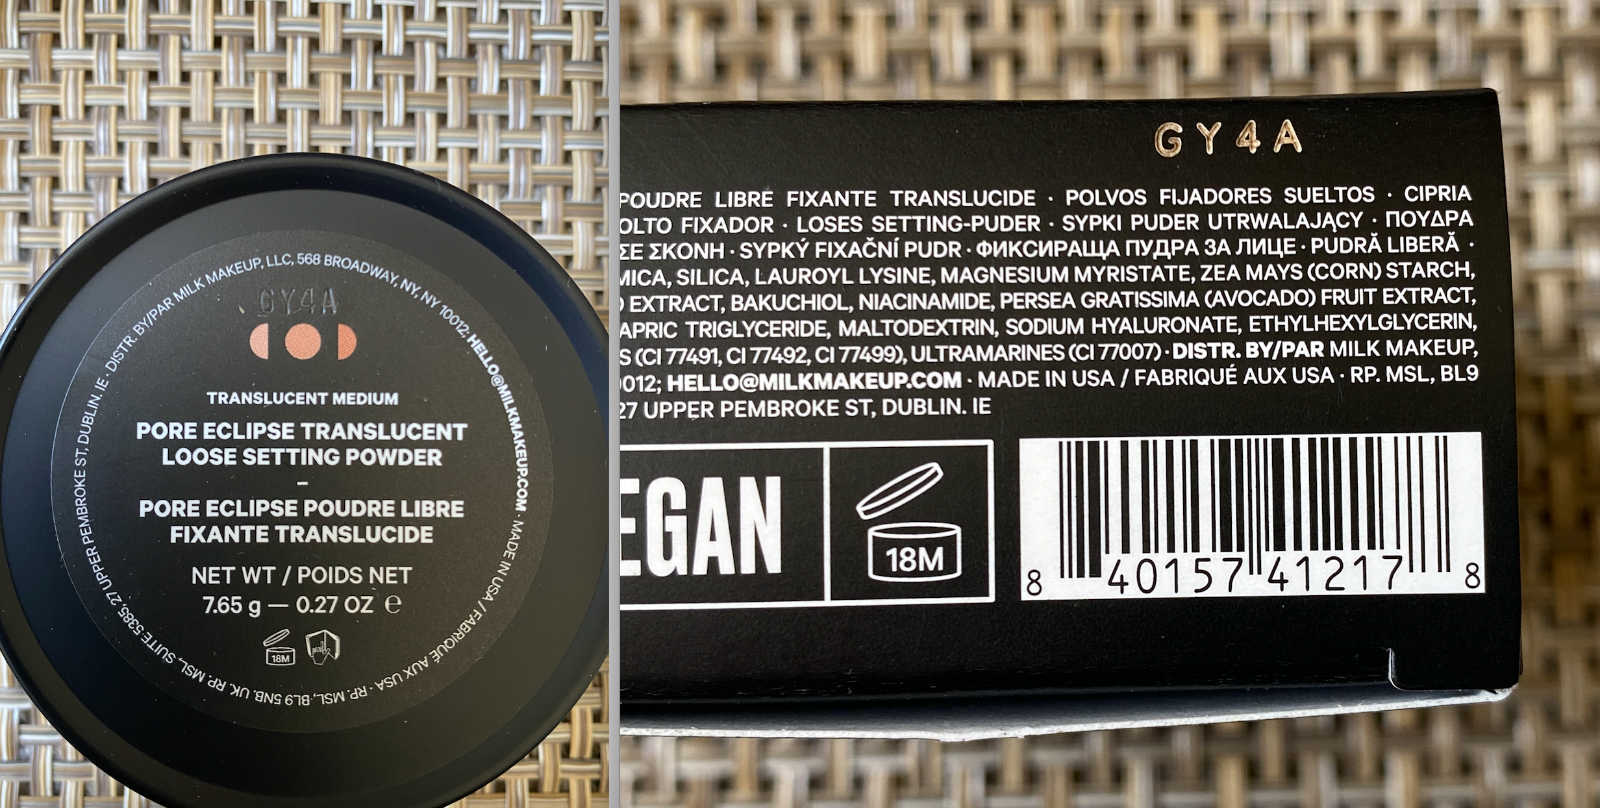 DISTR. BY/PAR MILK MAKEUP, LLC, 568 BROADWAY, NY, NY 10012; HELLO@MILKMAKEUP.COM · MADE IN USA / FABRIQUÉ AUX USA · RP. MSL, BL9 5NB. UK. RP. MSL, SUITE 5385, 27 UPPER PEMBROKE ST, DUBLIN. IE ·
GY4A
TRANSLUCENT MEDIUM
PORE ECLIPSE TRANSLUCENT
LOOSE SETTING POWDER
–
PORE ECLIPSE POUDRE LIBRE
FIXANTE TRANSLUCIDE
NET WT / POIDS NET
7.65 g — 0.27 OZ ℮
18M
GY4A
POUDRE LIBRE FIXANTE TRANSLUCIDE · POLVOS FIJADORES SUELTOS · CIPRIA
OLTO FIXADOR · LOSES SETTING-PUDER · SYPKI PUDER UTRWALAJĄCY · ΠΟΥΔΡΑ
ΣΕ ΣΚΟΝΗ · SYPKÝ FIXAČNÍ PUDR · ФИКСИРАЩА ПУДРА ЗА ЛИЦЕ · PUDRĂ LIBERĂ ·
MICA, SILICA, LAUROYL LYSINE, MAGNESIUM MYRISTATE, ZEA MAYS (CORN) STARCH,
EXTRACT, BAKUCHIOL, NIACINAMIDE, PERSEA GRATISSIMA (AVOCADO) FRUIT EXTRACT,
APRIC TRIGLYCERIDE, MALTODEXTRIN, SODIUM HYALURONATE, ETHYLHEXYLGLYCERIN,
S (CI 77491, CI 77492, CI 77499), ULTRAMARINES (CI 77007) · DISTR. BY/PAR MILK MAKEUP,
012; HELLO@MILKMAKEUP.COM · MADE IN USA / FABRIQUÉ AUX USA · RP. MSL, BL9
27 UPPER PEMBROKE ST, DUBLIN. IE
EGAN
18M
8 40157 41217 8